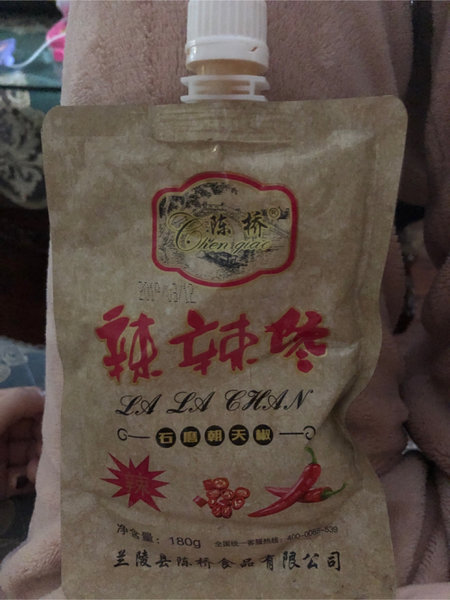 陈桥®
Chenqiao
2019/03/12
辣辣馋
LA LA CHAN
石磨朝天椒
辣
净含量：180g 全国统一客服热线：400-0068-539
兰陵县陈桥食品有限公司